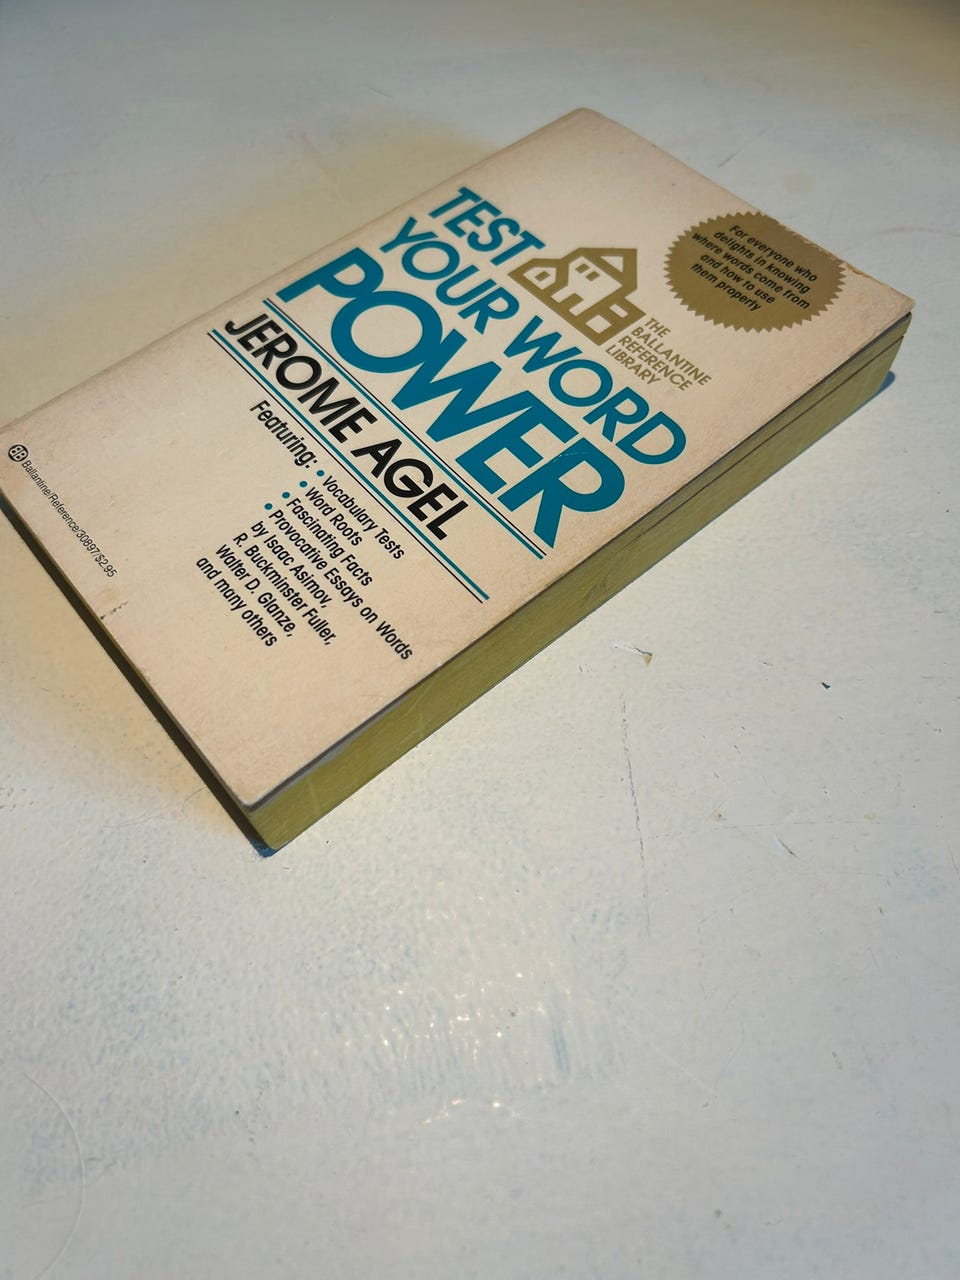 For everyone who
delights in knowing
where words come from
and how to use
them properly
THE
BALLANTINE
REFERENCE
LIBRARY
TEST
YOUR WORD
POWER
JEROME AGEL
Featuring:
• Vocabulary Tests
• Word Roots
• Fascinating Facts
• Provocative Essays on Words
by Isaac Asimov,
R. Buckminster Fuller,
Walter D. Glanze,
and many others
BB Ballantine/Reference/30897/$2.95